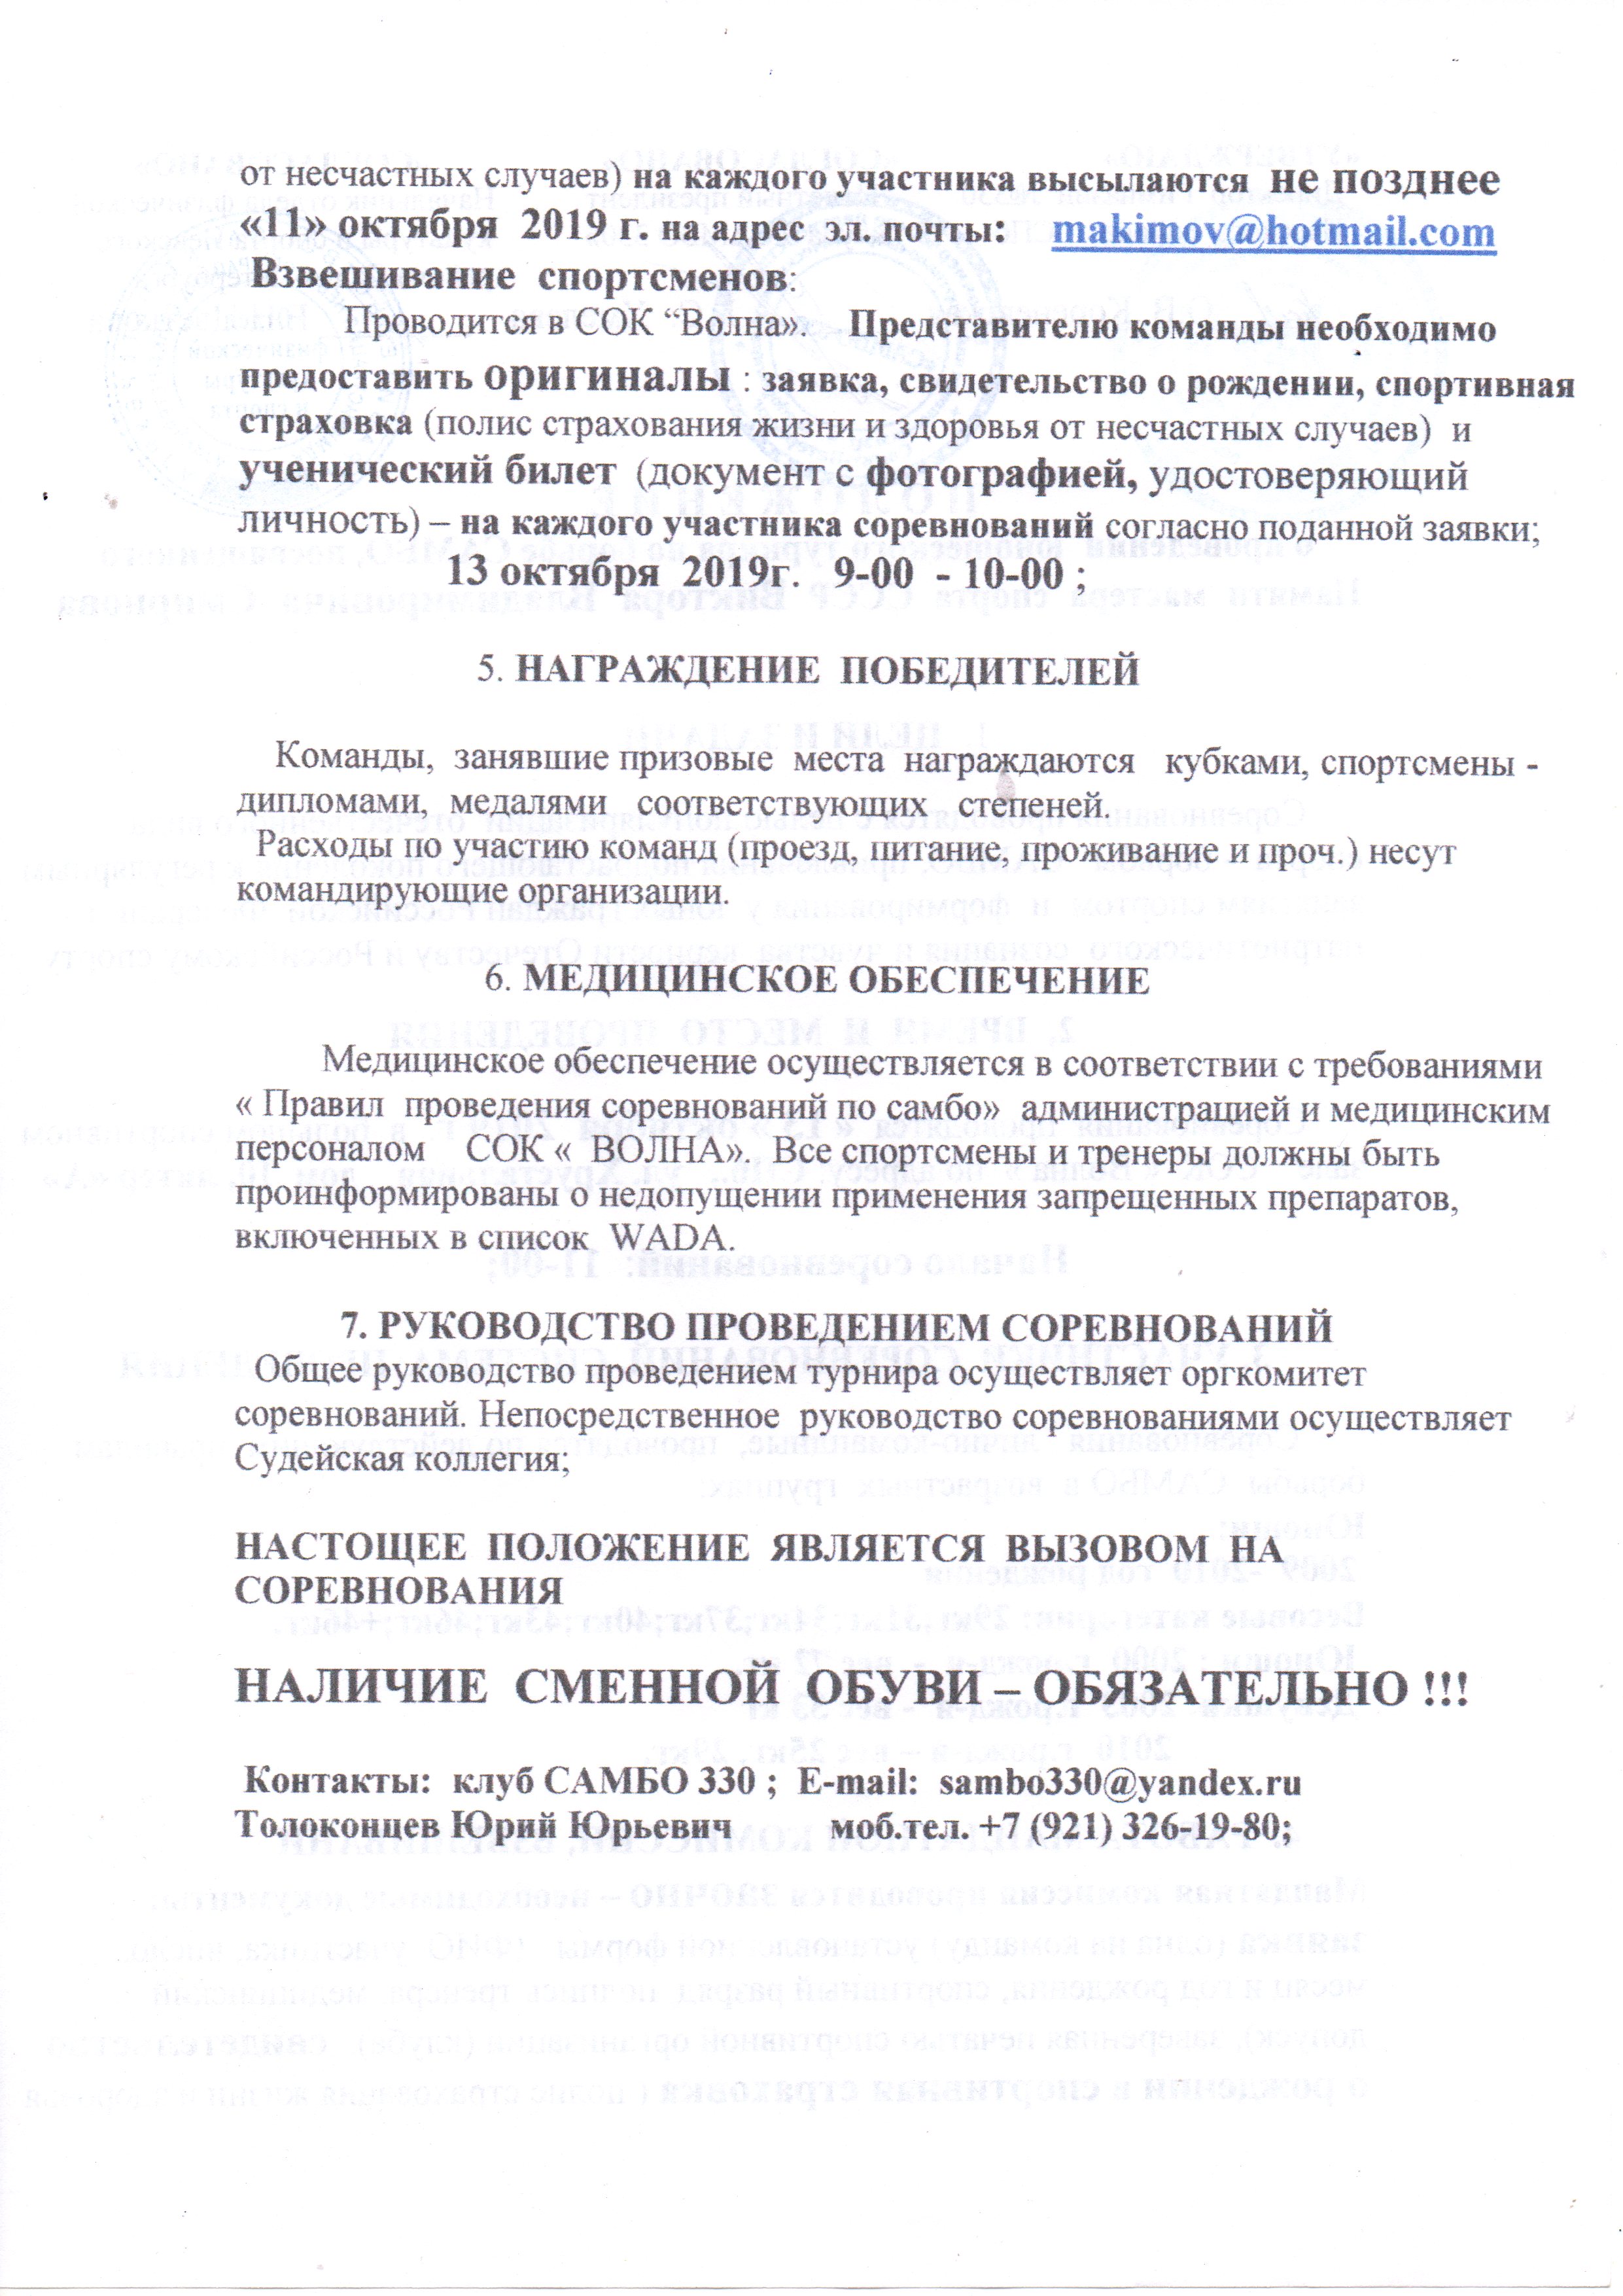 от несчастных случаев) на каждого участника высылаются не позднее
«11» октября 2019 г. на адрес эл. почты: makimov@hotmail.com
Взвешивание спортсменов:
Проводится в СОК “Волна». Представителю команды необходимо
предоставить оригиналы : заявка, свидетельство о рождении, спортивная
страховка (полис страхования жизни и здоровья от несчастных случаев) и
ученический билет (документ с фотографией, удостоверяющий
личность) – на каждого участника соревнований согласно поданной заявки;
13 октября 2019г. 9-00 - 10-00 ;
5. НАГРАЖДЕНИЕ ПОБЕДИТЕЛЕЙ
Команды, занявшие призовые места награждаются кубками, спортсмены -
дипломами, медалями соответствующих степеней.
Расходы по участию команд (проезд, питание, проживание и проч.) несут
командирующие организации.
6. МЕДИЦИНСКОЕ ОБЕСПЕЧЕНИЕ
Медицинское обеспечение осуществляется в соответствии с требованиями
« Правил проведения соревнований по самбо» администрацией и медицинским
персоналом СОК « ВОЛНА». Все спортсмены и тренеры должны быть
проинформированы о недопущении применения запрещенных препаратов,
включенных в список WADA.
7. РУКОВОДСТВО ПРОВЕДЕНИЕМ СОРЕВНОВАНИЙ
Общее руководство проведением турнира осуществляет оргкомитет
соревнований. Непосредственное руководство соревнованиями осуществляет
Судейская коллегия;
НАСТОЩЕЕ ПОЛОЖЕНИЕ ЯВЛЯЕТСЯ ВЫЗОВОМ НА
СОРЕВНОВАНИЯ
НАЛИЧИЕ СМЕННОЙ ОБУВИ – ОБЯЗАТЕЛЬНО !!!
Контакты: клуб САМБО 330 ; E-mail: sambo330@yandex.ru
Толоконцев Юрий Юрьевич моб.тел. +7 (921) 326-19-80;